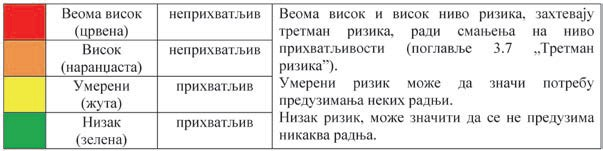 Веома висок
(црвена)
неприхватљив
Висок
(наранџаста)
неприхватљив
Умерени
(жута)
прихватљив
Низак
(зелена)
прихватљив
Веома висок и висок ниво ризика, захтевају
третман ризика, ради смањења на ниво
прихватљивости (поглавље 3.7 „Третман
ризика”).
Умерени ризик може да значи потребу
предузимања неких радњи.
Низак ризик, може значити да се не предузима
никаква радња.